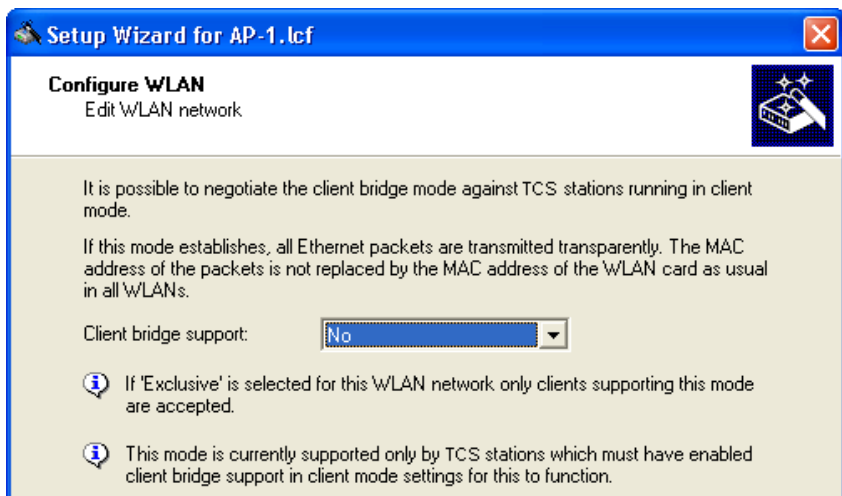 Setup Wizard for AP-1.lcf
Configure WLAN
Edit WLAN network
It is possible to negotiate the client bridge mode against TCS stations running in client
mode.
If this mode establishes, all Ethernet packets are transmitted transparently. The MAC
address of the packets is not replaced by the MAC address of the WLAN card as usual
in all WLANs.
Client bridge support: No
If 'Exclusive' is selected for this WLAN network only clients supporting this mode
are accepted.
This mode is currently supported only by TCS stations which must have enabled
client bridge support in client mode settings for this to function.